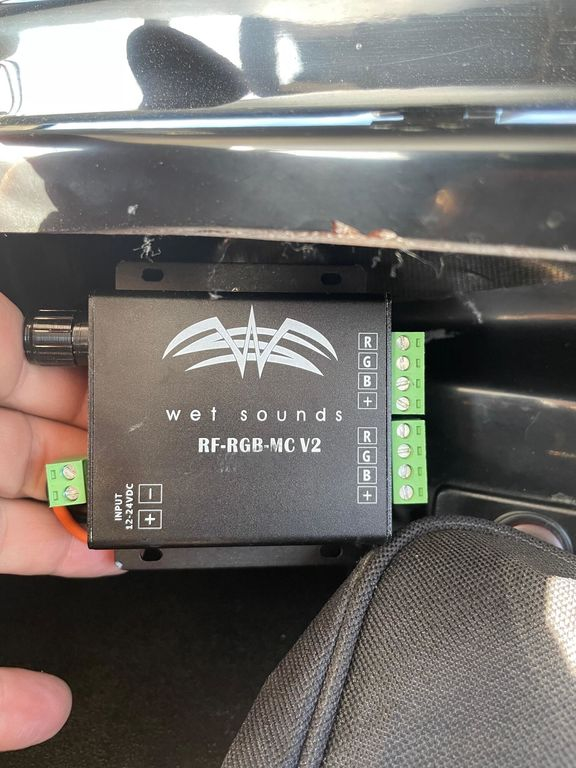 wet sounds
RF-RGB-MC V2
INPUT
12-24VDC
−
+
R
G
B
+
R
G
B
+